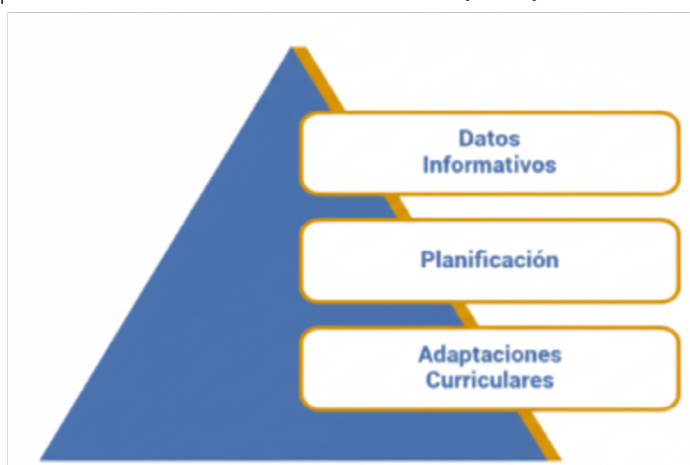 Datos
Informativos
Planificación
Adaptaciones
Curriculares